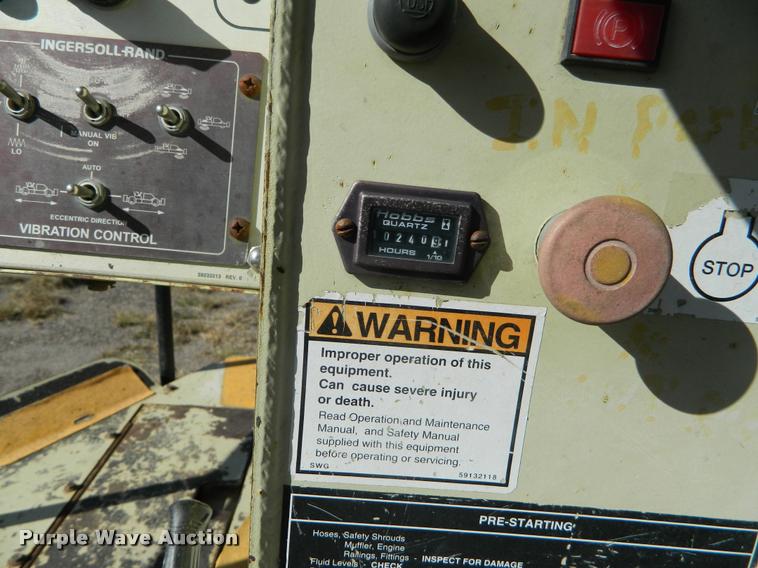 INGERSOLL-RAND
MANUAL VIB
ON
LO
AUTO
ECCENTRIC DIRECTION
VIBRATION CONTROL
REV.
Hobbs
QUARTZ
HOURS 1/10
STOP
WARNING
Improper operation of this
equipment.
Can cause severe injury
or death.
Read Operation and Maintenance
Manual, and Safety Manual
supplied with this equipment
before operating or servicing.
SWG 59132118
PRE-STARTING
Hoses, Safety Shrouds
Muffler, Engine
Railings, Fittings - INSPECT FOR DAMAGE
Fluid Levels - CHECK
IN Park
P
Purple Wave Auction